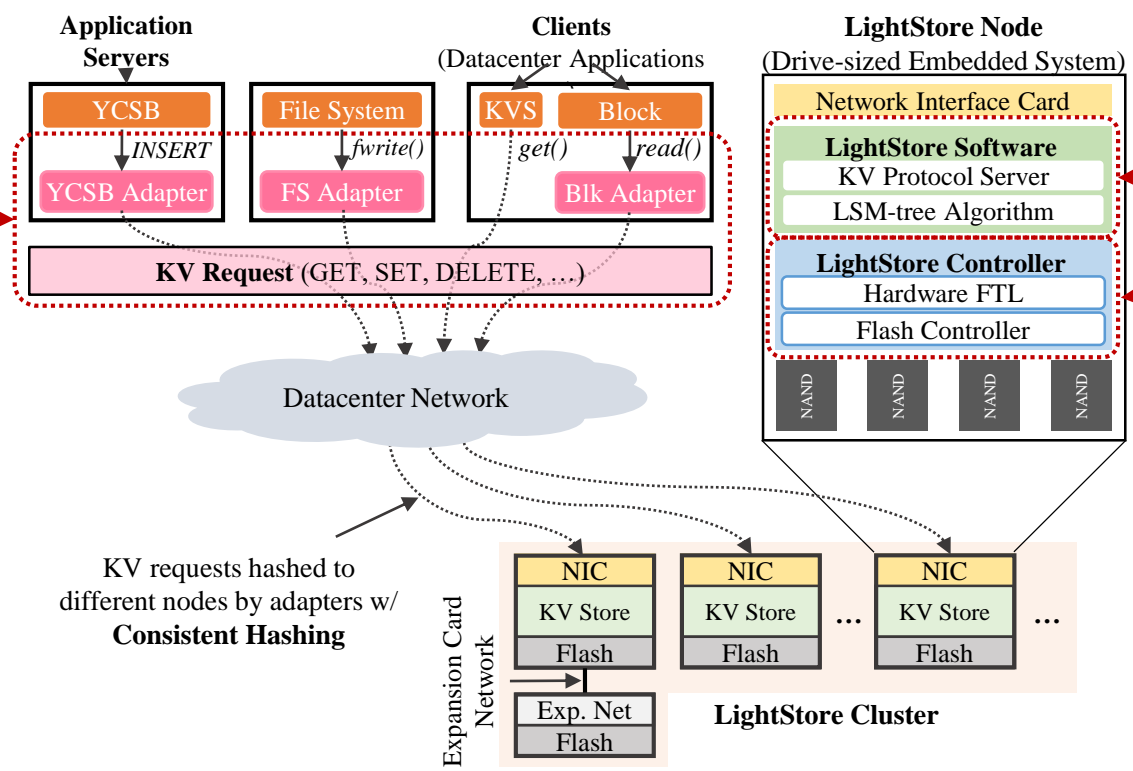 Application
Servers
YCSB
INSERT
YCSB Adapter
File System
fwrite()
FS Adapter
Clients
(Datacenter Applications
KVS
Block
get()
read()
Blk Adapter
KV Request (GET, SET, DELETE, …)
Datacenter Network
LightStore Node
(Drive-sized Embedded System)
Network Interface Card
LightStore Software
KV Protocol Server
LSM-tree Algorithm
LightStore Controller
Hardware FTL
Flash Controller
NAND
NAND
NAND
NAND
KV requests hashed to
different nodes by adapters w/
Consistent Hashing
Expansion Card
Network
NIC
KV Store
Flash
Exp. Net
Flash
NIC
KV Store
Flash
...
NIC
KV Store
Flash
...
LightStore Cluster